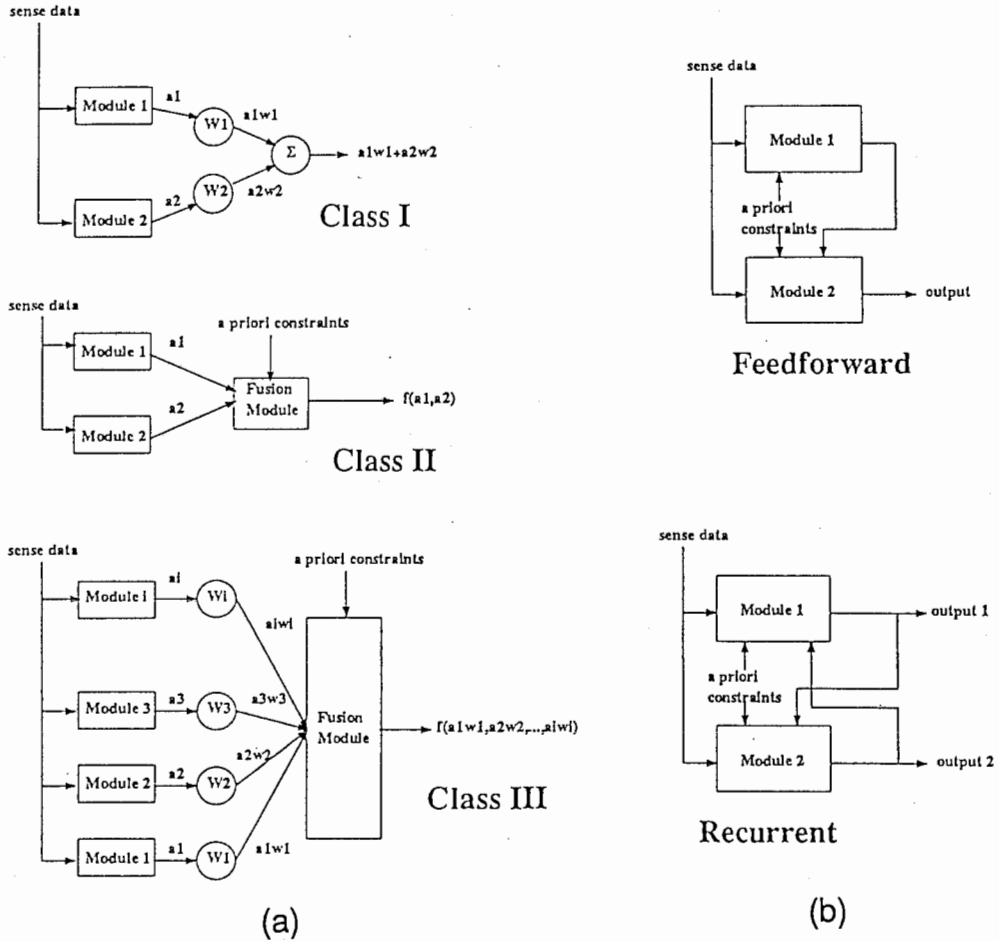 sense data
Module 1
a1
W1
a1w1
Σ
a1w1+a2w2
Module 2
a2
W2
a2w2
Class I
sense data
a priori constraints
Module 1
a1
Fusion
Module
f(a1,a2)
Module 2
a2
Class II
sense data
a priori constraints
Module i
ai
Wi
aiwi
Module 3
a3
W3
a3w3
Fusion
Module
f(a1w1,a2w2,...,aiwi)
Module 2
a2
W2
a2w2
Class III
Module 1
a1
W1
a1w1
(a)
sense data
Module 1
a priori
constraints
Module 2
output
Feedforward
sense data
Module 1
output 1
a priori
constraints
Module 2
output 2
Recurrent
(b)